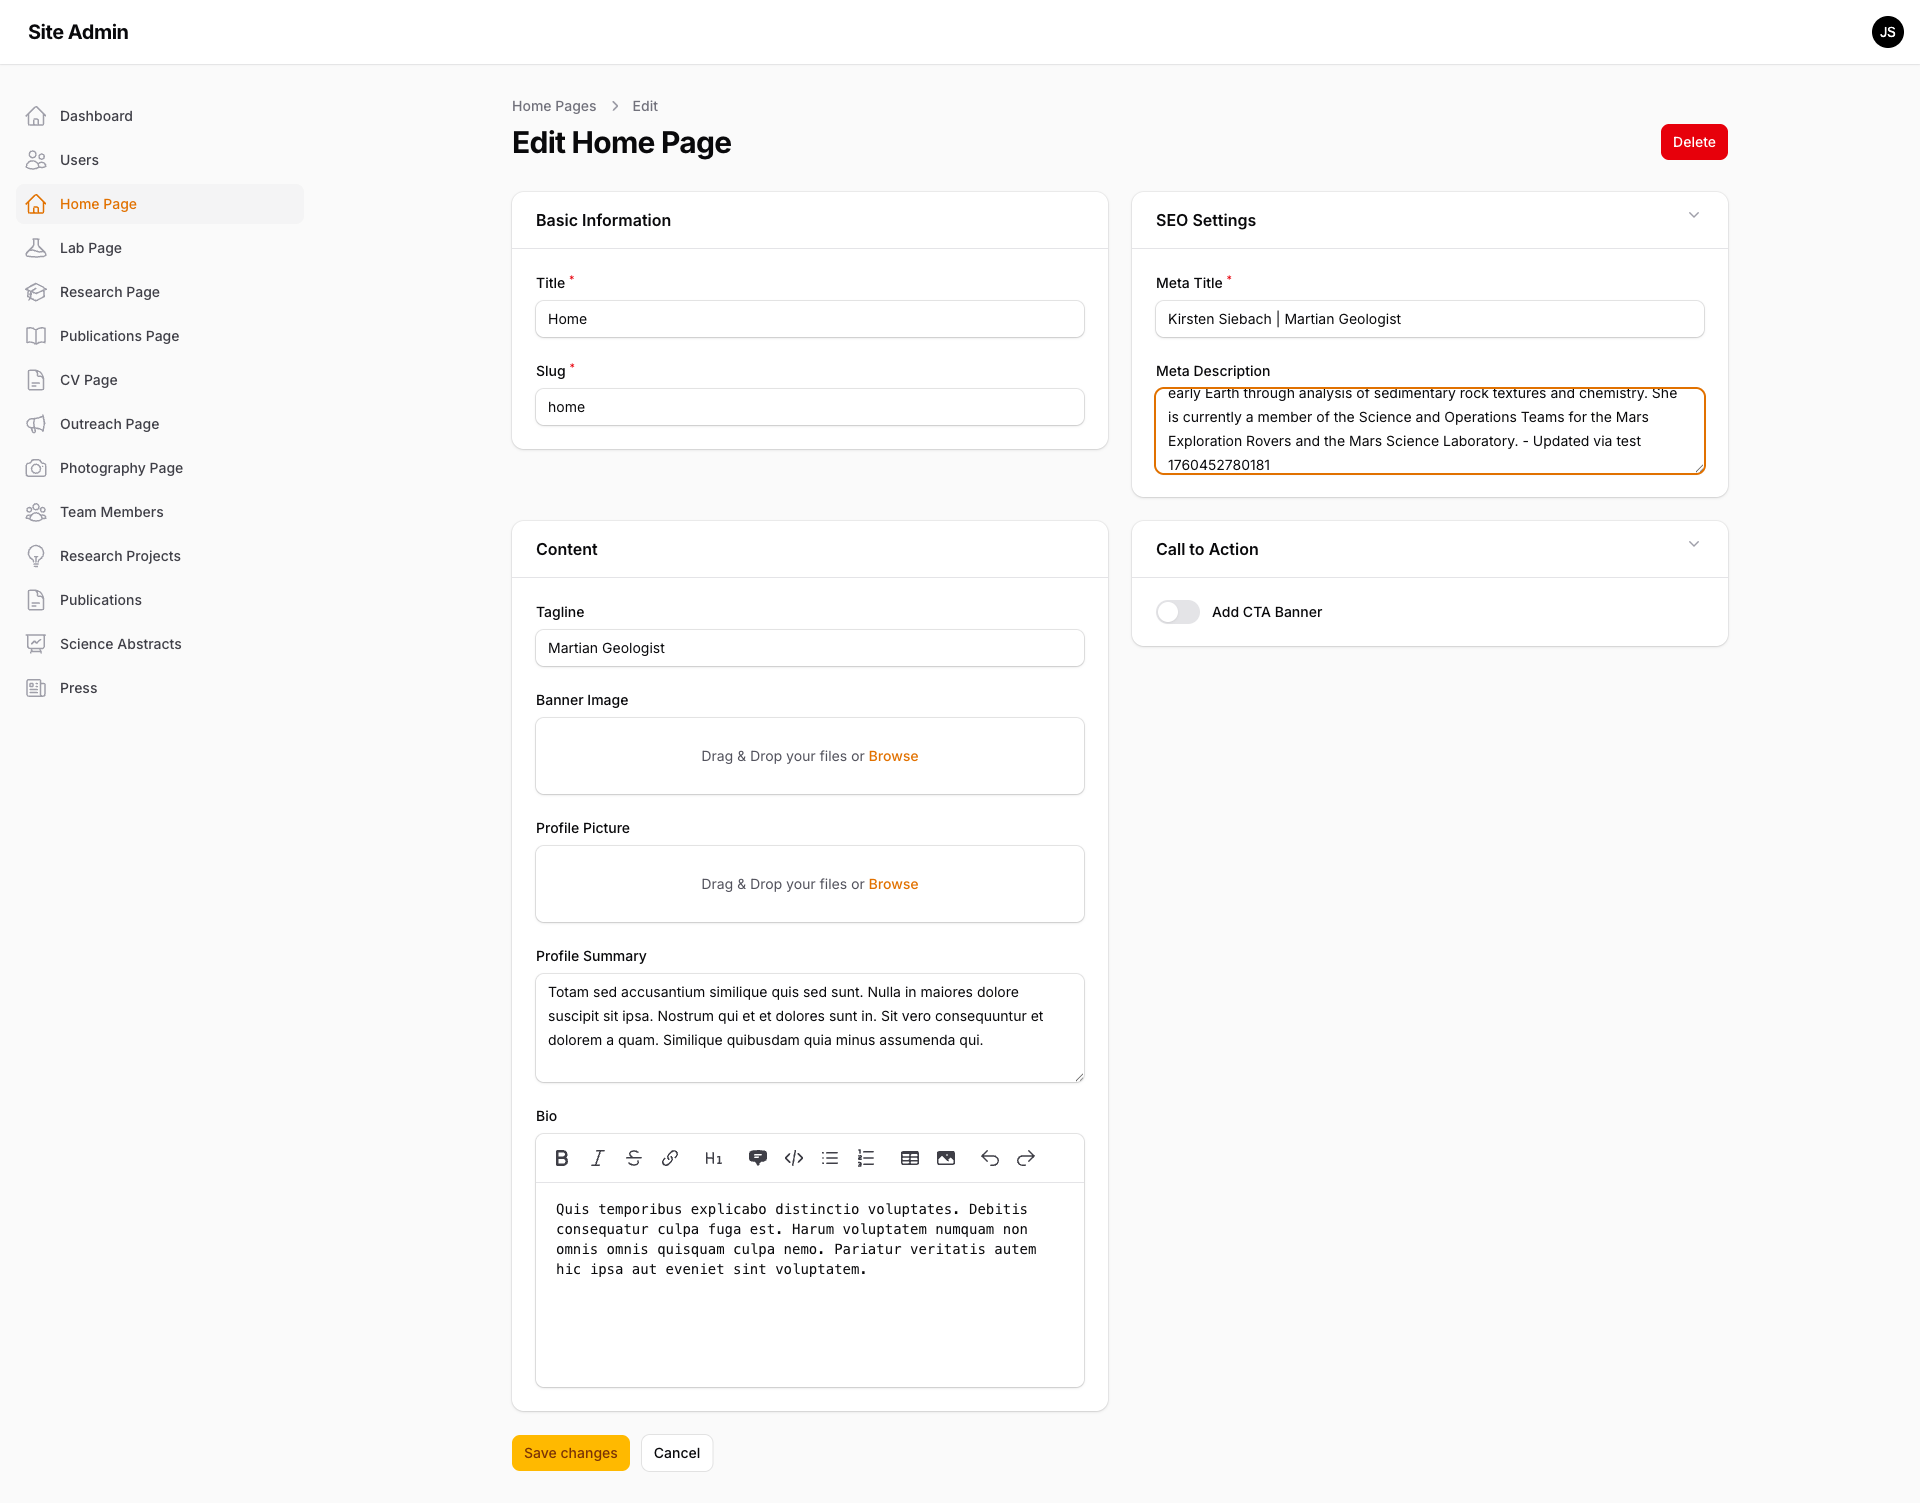 Site Admin
JS
Dashboard
Users
Home Page
Lab Page
Research Page
Publications Page
CV Page
Outreach Page
Photography Page
Team Members
Research Projects
Publications
Science Abstracts
Press
Home Pages > Edit
Edit Home Page
Delete
Basic Information
Title *
Home
Slug *
home
SEO Settings
Meta Title *
Kirsten Siebach | Martian Geologist
Meta Description
early Earth through analysis of sedimentary rock textures and chemistry. She
is currently a member of the Science and Operations Teams for the Mars
Exploration Rovers and the Mars Science Laboratory. - Updated via test
1760452780181
Content
Tagline
Martian Geologist
Banner Image
Drag & Drop your files or Browse
Profile Picture
Drag & Drop your files or Browse
Profile Summary
Totam sed accusantium similique quis sed sunt. Nulla in maiores dolore
suscipit sit ipsa. Nostrum qui et et dolores sunt in. Sit vero consequuntur et
dolorem a quam. Similique quibusdam quia minus assumenda qui.
Bio
H1
Quis temporibus explicabo distinctio voluptates. Debitis
consequatur culpa fuga est. Harum voluptatem numquam non
omnis omnis quisquam culpa nemo. Pariatur veritatis autem
hic ipsa aut eveniet sint voluptatem.
Call to Action
Add CTA Banner
Save changes
Cancel